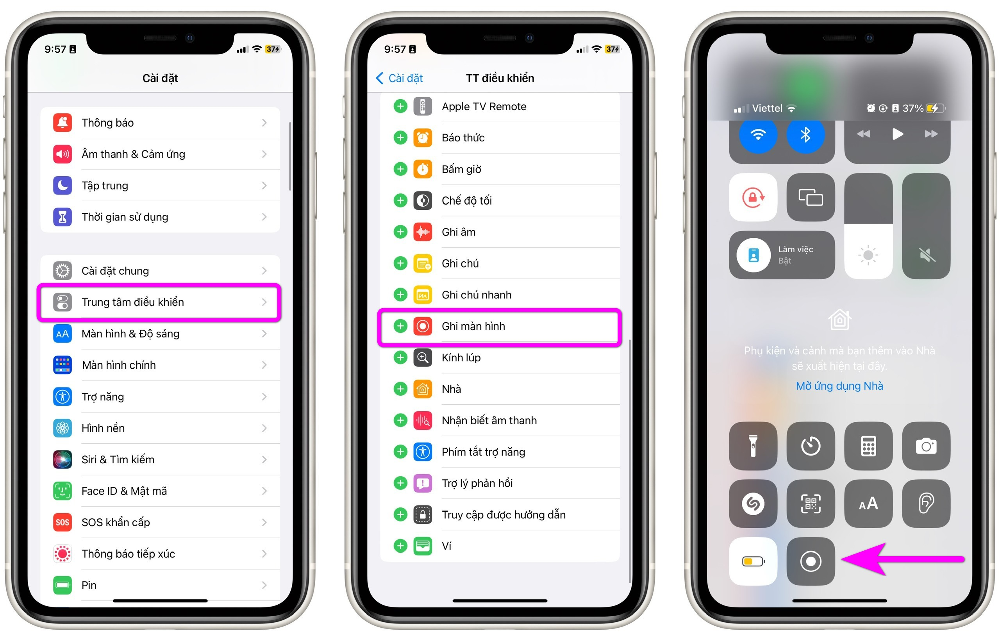 9:57
37
Cài đặt
Thông báo
Âm thanh & Cảm ứng
Tập trung
Thời gian sử dụng
Cài đặt chung
Trung tâm điều khiển
AA
Màn hình & Độ sáng
Màn hình chính
Trợ năng
Hình nền
Siri & Tìm kiếm
Face ID & Mật mã
SOS
SOS khẩn cấp
Thông báo tiếp xúc
Pin
9:57
37
Cài đặt
TT điều khiển
Apple TV Remote
Báo thức
Bấm giờ
Chế độ tối
Ghi âm
Ghi chú
Ghi chú nhanh
Ghi màn hình
Kính lúp
Nhà
Nhận biết âm thanh
Phím tắt trợ năng
Trợ lý phản hồi
Truy cập được hướng dẫn
Ví
Viettel
37%
Làm việc
Bật
Phụ kiện và cảnh mà bạn thêm vào Nhà
sẽ xuất hiện tại đây.
Mở ứng dụng Nhà
AA